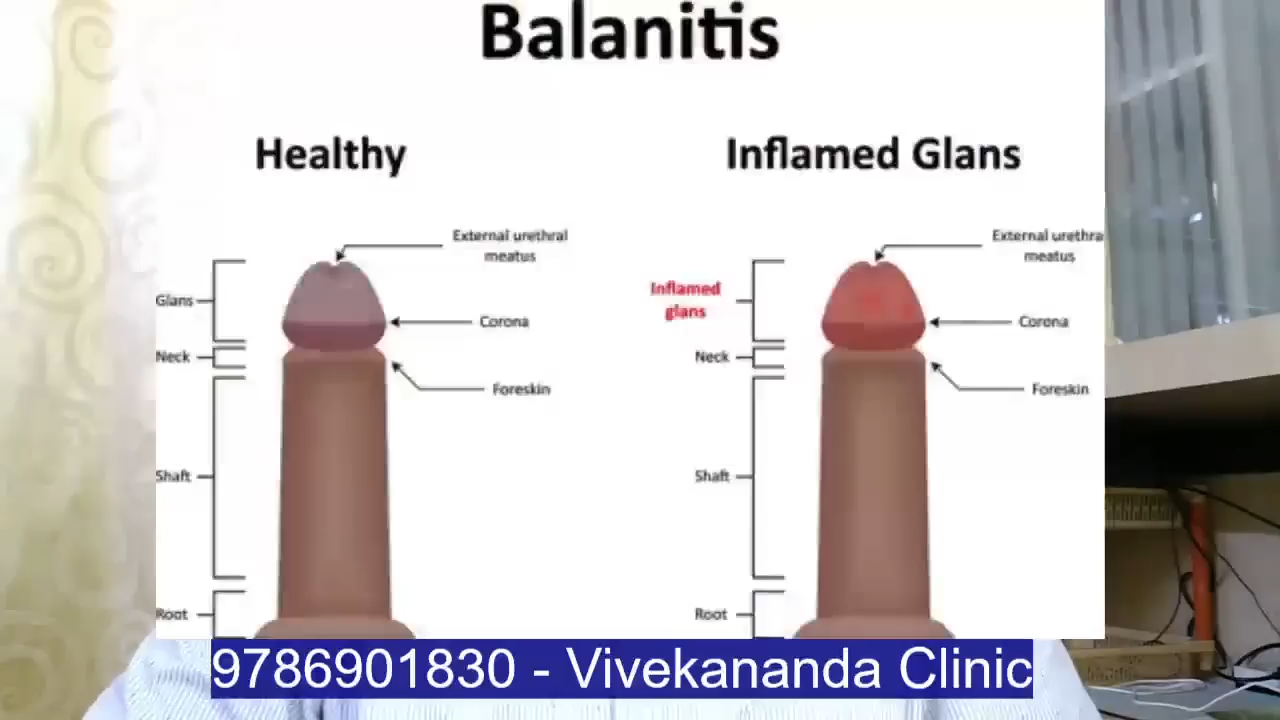 Balanitis
Healthy
Inflamed Glans
External urethral
meatus
Glans
Corona
Neck
Foreskin
Shaft
Root
External urethra
meatus
Inflamed
glans
Corona
Neck
Foreskin
Shaft
Root
9786901830 - Vivekananda Clinic